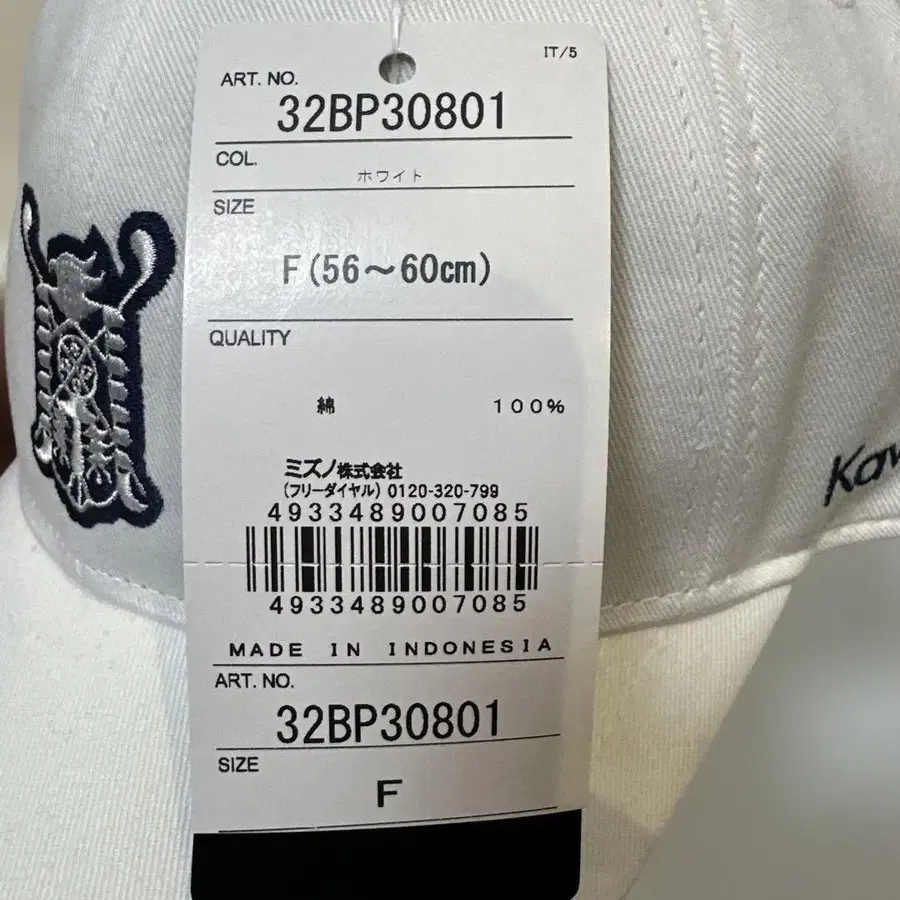 IT/5
ART. NO.
32BP30801
COL.
ホワイト
SIZE
F(56～60cm)
QUALITY
綿 100%
ミズノ株式会社
(フリーダイヤル) 0120-320-799
4933489007085
4933489007085
MADE IN INDONESIA
ART. NO.
32BP30801
SIZE
F